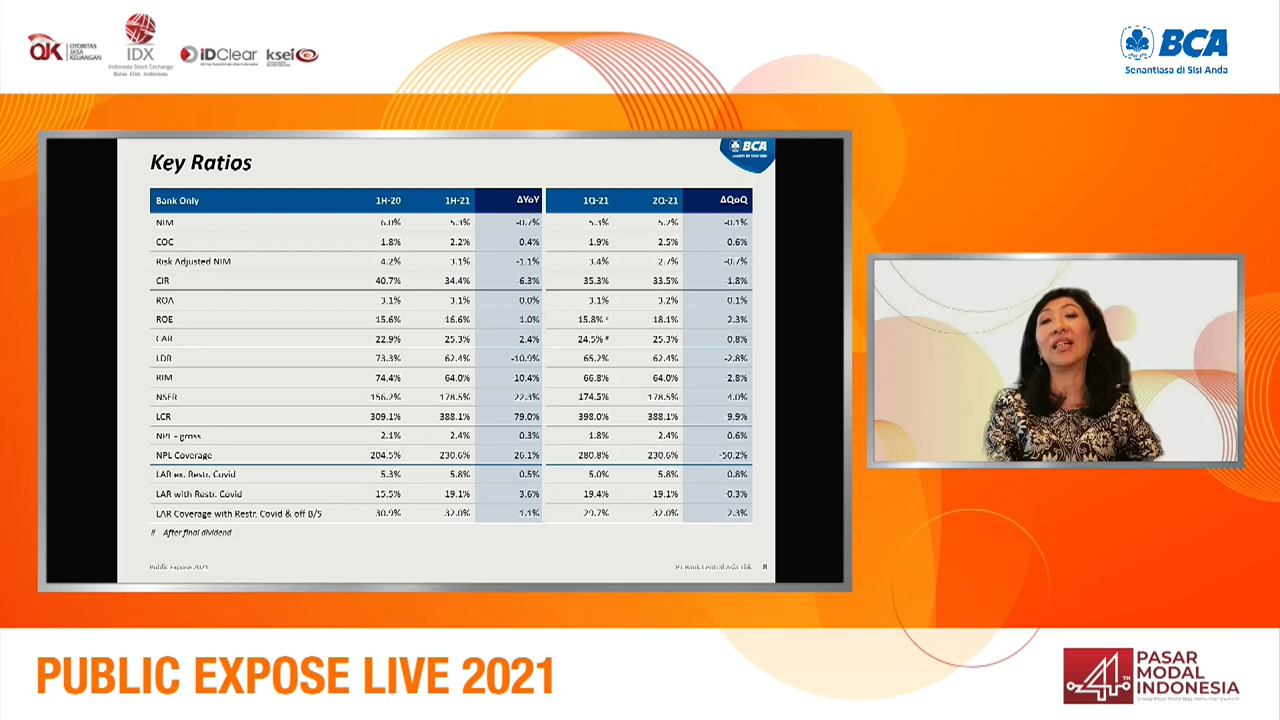 OTORITAS
JASA
KEUANGAN
IDX
Indonesia Stock Exchange
Bursa Efek Indonesia
iDClear
ksei
BCA
Senantiasa di Sisi Anda
Key Ratios
BCA
Bank Only 1H-20 1H-21 ΔYoY 1Q-21 2Q-21 ΔQoQ
NIM 6.0% 5.3% -0.7% 5.3% 5.2% -0.1%
COC 1.8% 2.2% 0.4% 1.9% 2.5% 0.6%
Risk Adjusted NIM 4.2% 3.1% -1.1% 3.4% 2.7% -0.7%
CIR 40.7% 34.4% -6.3% 35.3% 33.5% -1.8%
ROA 3.1% 3.1% 0.0% 3.1% 3.2% 0.1%
ROE 15.6% 16.6% 1.0% 15.8% # 18.1% 2.3%
CAR 22.9% 25.3% 2.4% 24.5% # 25.3% 0.8%
LDR 73.3% 62.4% -10.9% 65.2% 62.4% -2.8%
RIM 74.4% 64.0% 10.4% 66.8% 64.0% -2.8%
NSFR 156.2% 178.5% 22.3% 174.5% 178.5% 4.0%
LCR 309.1% 388.1% 79.0% 398.0% 388.1% -9.9%
NPL - gross 2.1% 2.4% 0.3% 1.8% 2.4% 0.6%
NPL Coverage 204.5% 230.6% 26.1% 280.8% 230.6% -50.2%
LAR ex. Restr. Covid 5.3% 5.8% 0.5% 5.0% 5.8% 0.8%
LAR with Restr. Covid 15.5% 19.1% 3.6% 19.4% 19.1% -0.3%
LAR Coverage with Restr. Covid & off B/S 30.9% 32.0% 1.1% 29.7% 32.0% 2.3%
# After final dividend
Public Expose 2021 PT Bank Central Asia Tbk 8
PUBLIC EXPOSE LIVE 2021
44TH
PASAR
MODAL
INDONESIA